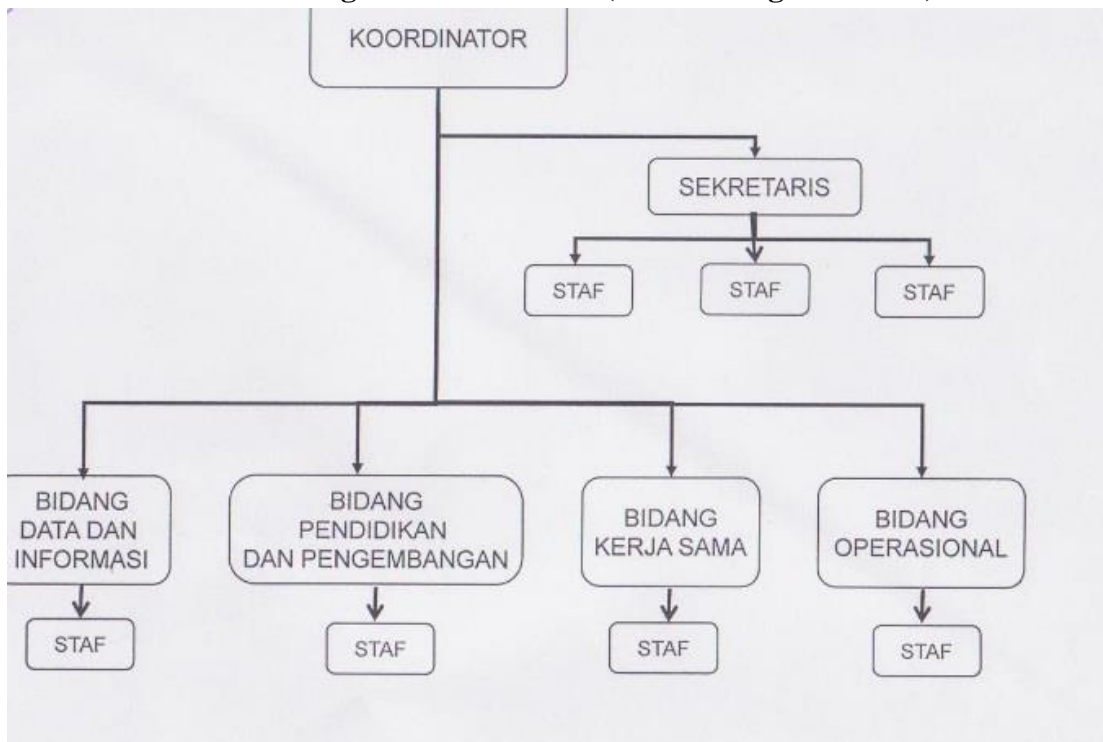 KOORDINATOR
SEKRETARIS
STAF
STAF
STAF
BIDANG
DATA DAN
INFORMASI
BIDANG
PENDIDIKAN
DAN PENGEMBANGAN
BIDANG
KERJA SAMA
BIDANG
OPERASIONAL
STAF
STAF
STAF
STAF